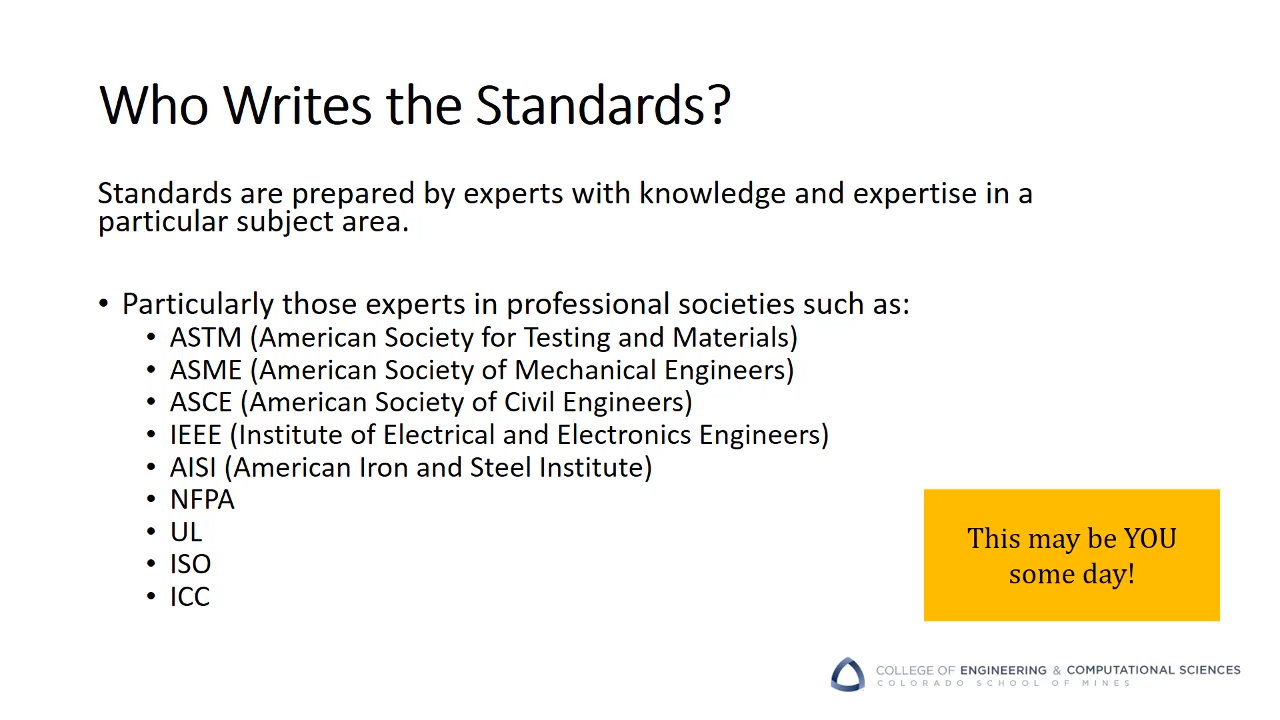 Who Writes the Standards?
Standards are prepared by experts with knowledge and expertise in a
particular subject area.
• Particularly those experts in professional societies such as:
• ASTM (American Society for Testing and Materials)
• ASME (American Society of Mechanical Engineers)
• ASCE (American Society of Civil Engineers)
• IEEE (Institute of Electrical and Electronics Engineers)
• AISI (American Iron and Steel Institute)
• NFPA
• UL
• ISO
• ICC
This may be YOU
some day!
COLLEGE OF ENGINEERING & COMPUTATIONAL SCIENCES
COLORADO SCHOOL OF MINES